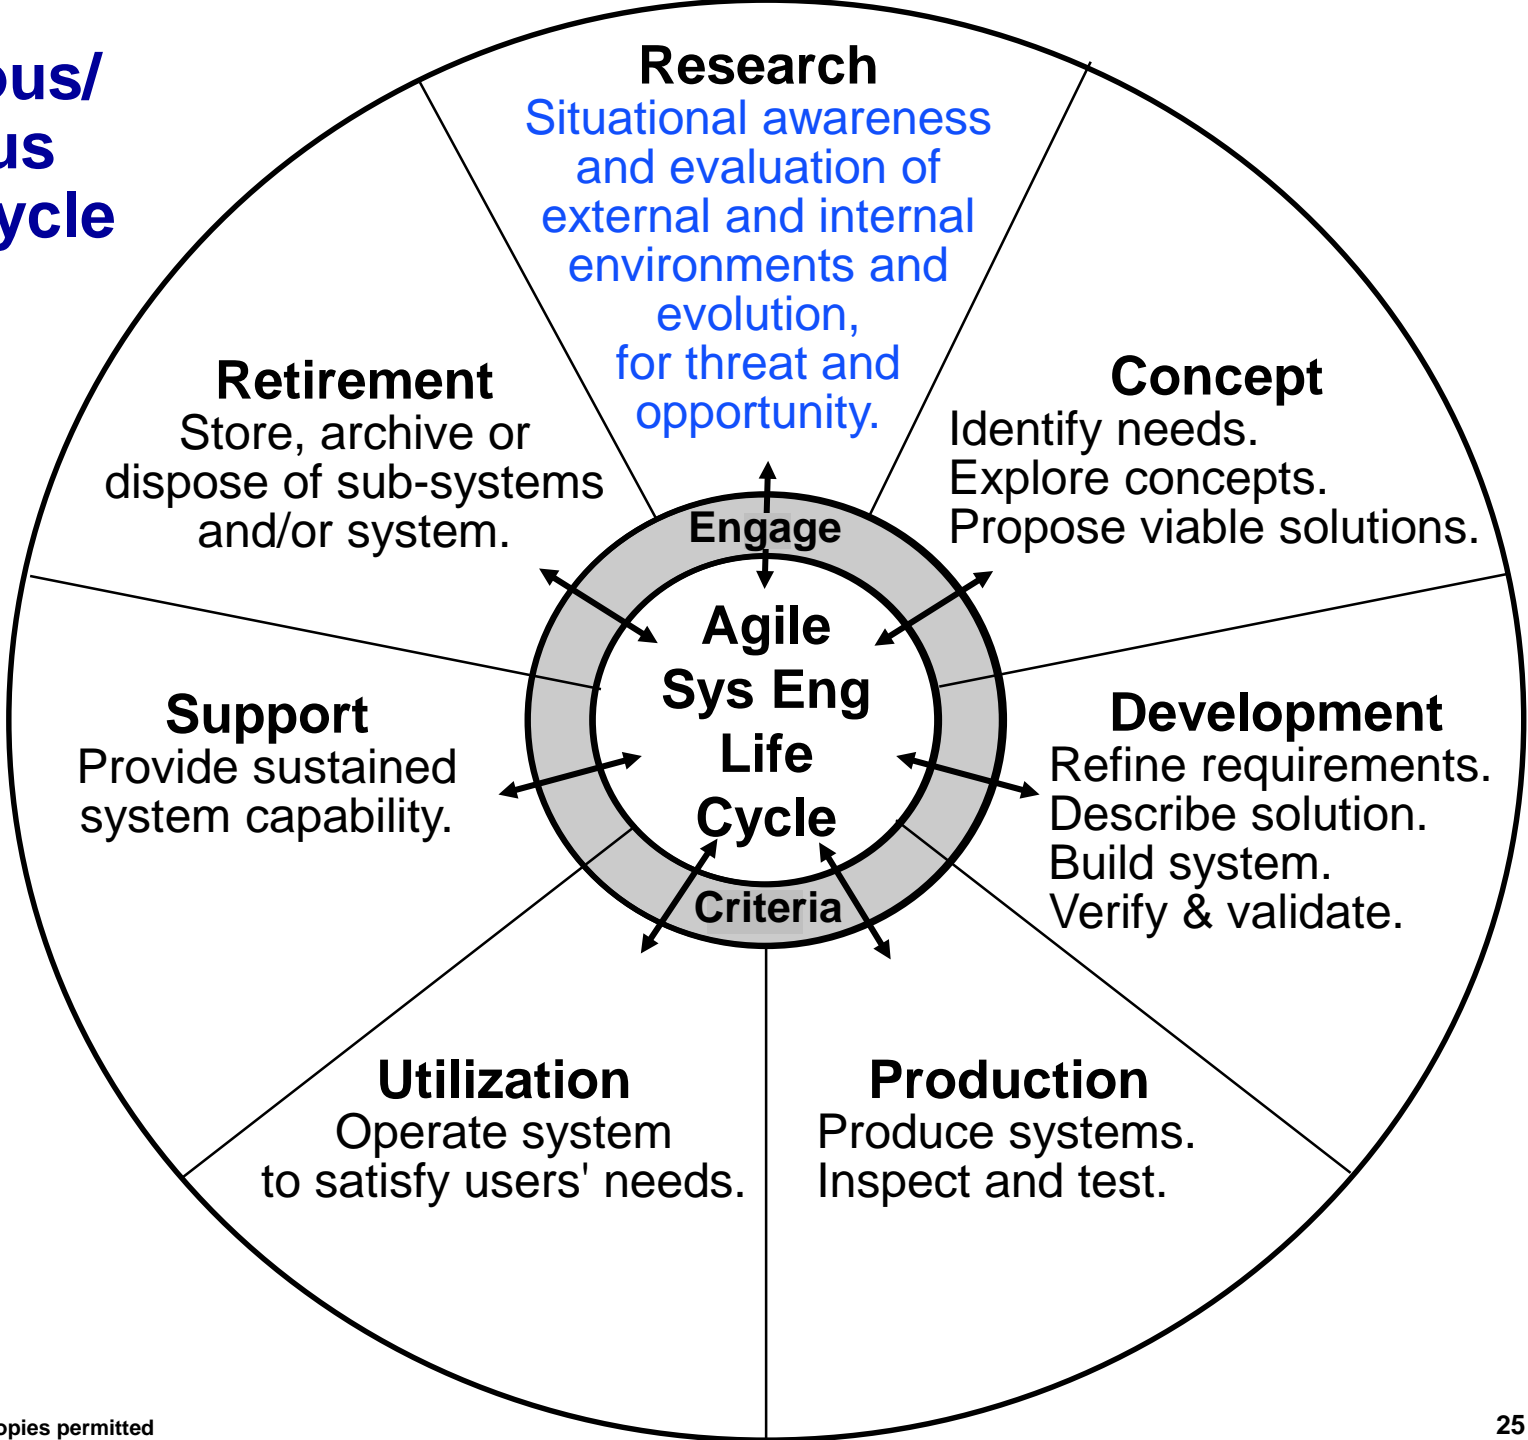 ous/
us
ycle
Research
Situational awareness
and evaluation of
external and internal
environments and
evolution,
for threat and
opportunity.
Retirement
Store, archive or
dispose of sub-systems
and/or system.
Concept
Identify needs.
Explore concepts.
Propose viable solutions.
Engage
Agile
Sys Eng
Life
Cycle
Criteria
Support
Provide sustained
system capability.
Development
Refine requirements.
Describe solution.
Build system.
Verify & validate.
Utilization
Operate system
to satisfy users' needs.
Production
Produce systems.
Inspect and test.
opies permitted
25